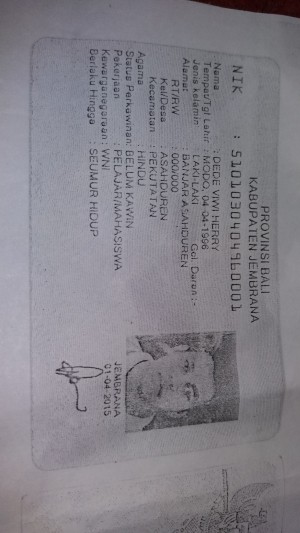 PROVINSI BALI
KABUPATEN JEMBRANA
NIK : 5101030404960001
Nama : DEDE VIWI HERRY
Tempat/Tgl Lahir : MODO, 04-04-1996
Jenis kelamin : LAKI-LAKI Gol. Darah : -
Alamat : BANJAR ASAHDUREN
RT/RW : 000/000
Kel/Desa : ASAHDUREN
Kecamatan : PEKUTATAN
Agama : HINDU
Status Perkawinan: BELUM KAWIN
Pekerjaan : PELAJAR/MAHASISWA
Kewarganegaraan: WNI
Berlaku Hingga : SEUMUR HIDUP
JEMBRANA
01-04-2015